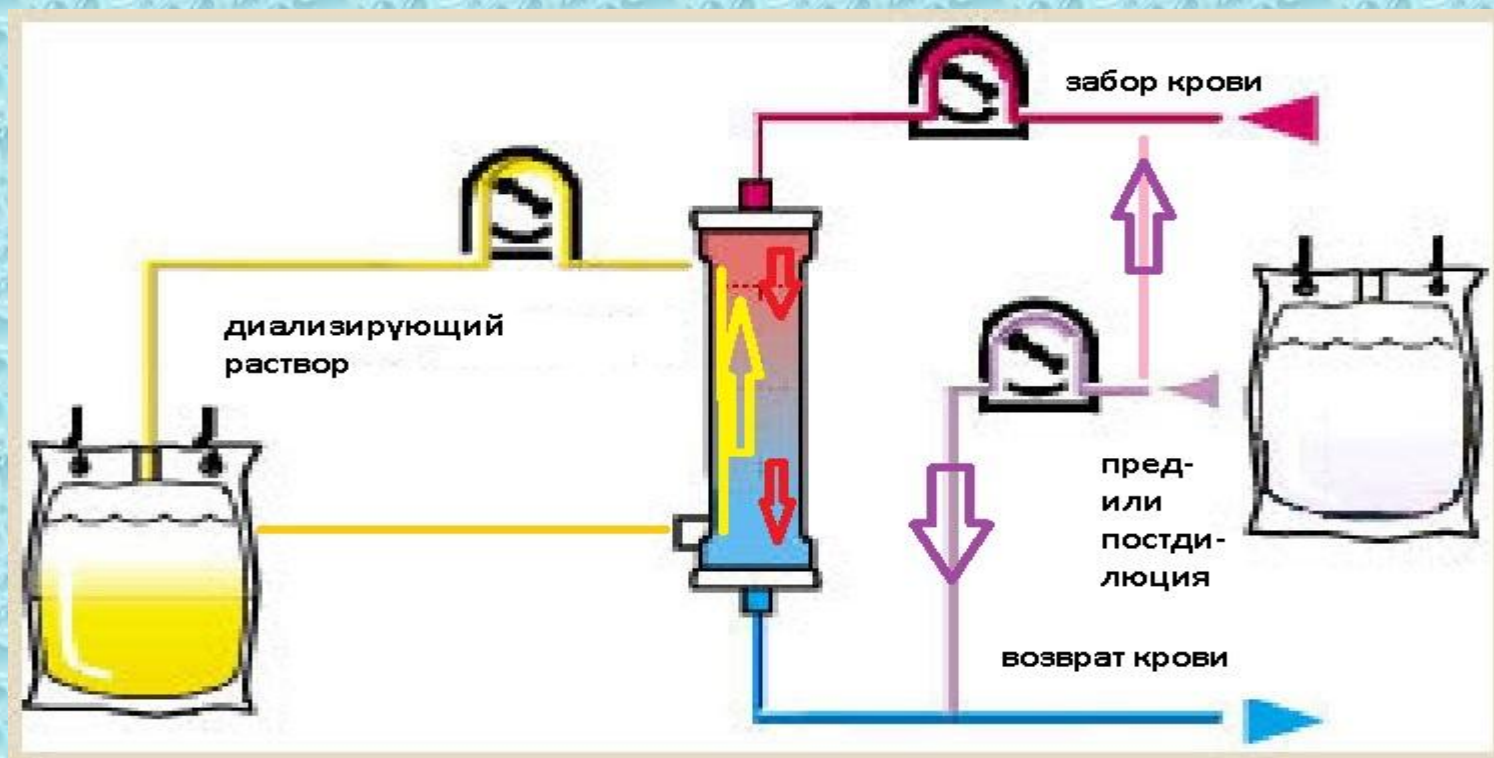 забор крови
диализирующий
раствор
пред-
или
постди-
люция
возврат крови